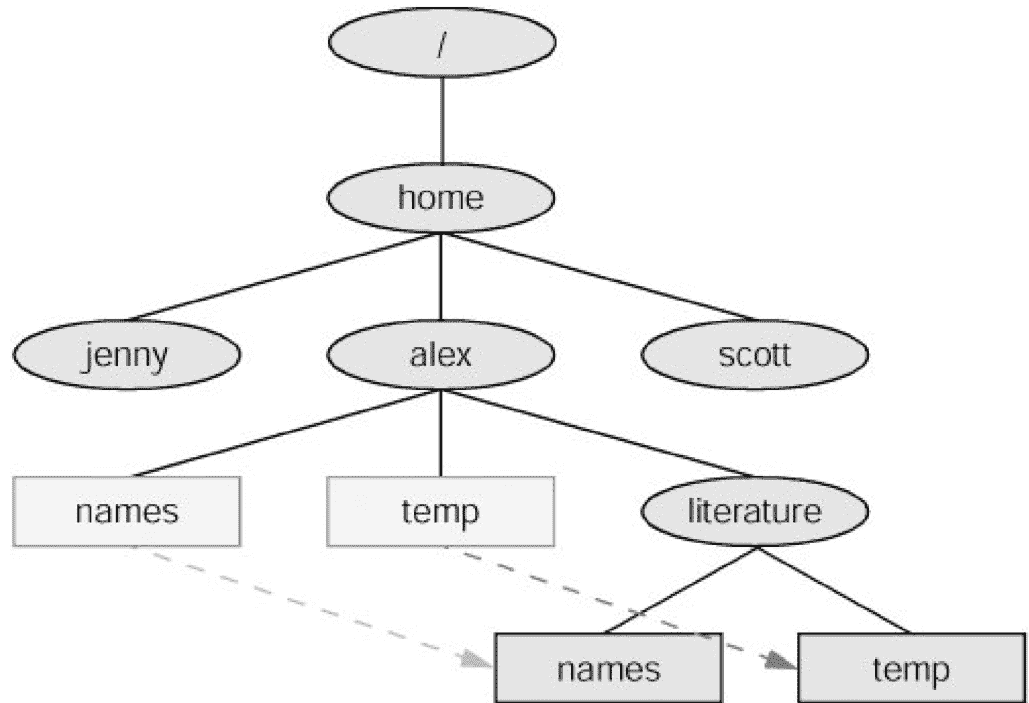 /
home
jenny
alex
scott
names
temp
literature
names
temp